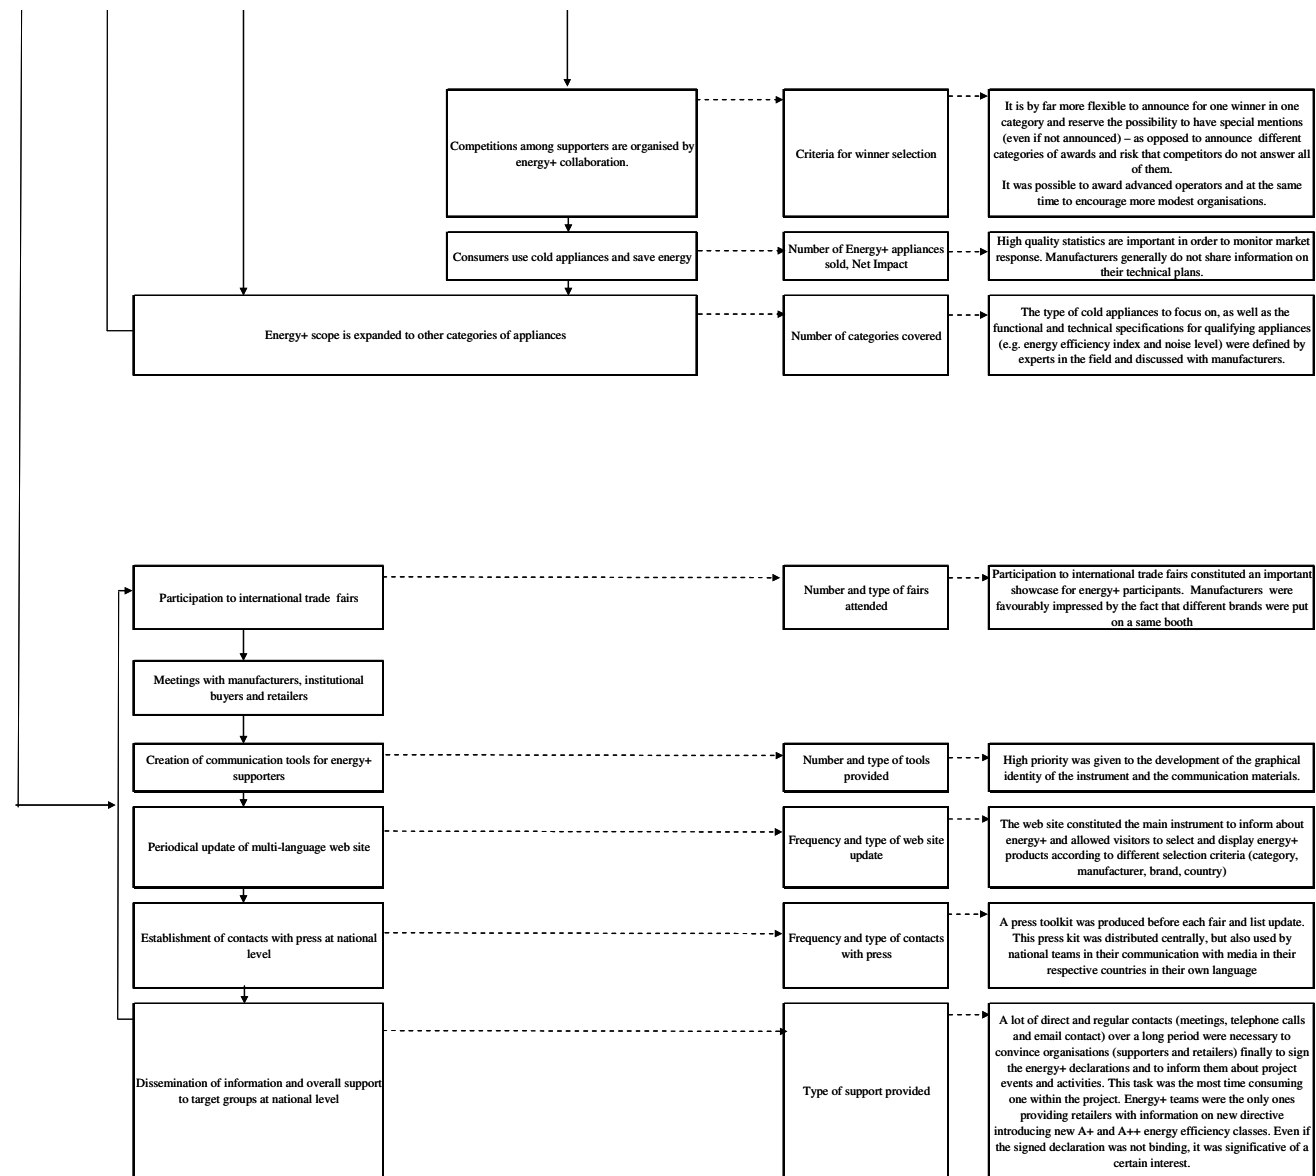 Competitions among supporters are organised by
energy+ collaboration.
Criteria for winner selection
It is by far more flexible to announce for one winner in one
category and reserve the possibility to have special mentions
(even if not announced) – as opposed to announce different
categories of awards and risk that competitors do not answer all
of them.
It was possible to award advanced operators and at the same
time to encourage more modest organisations.
Consumers use cold appliances and save energy
Number of Energy+ appliances
sold, Net Impact
High quality statistics are important in order to monitor market
response. Manufacturers generally do not share information on
their technical plans.
Energy+ scope is expanded to other categories of appliances
Number of categories covered
The type of cold appliances to focus on, as well as the
functional and technical specifications for qualifying appliances
(e.g. energy efficiency index and noise level) were defined by
experts in the field and discussed with manufacturers.
Participation to international trade fairs
Number and type of fairs
attended
Participation to international trade fairs constituted an important
showcase for energy+ participants. Manufacturers were
favourably impressed by the fact that different brands were put
on a same booth
Meetings with manufacturers, institutional
buyers and retailers
Creation of communication tools for energy+
supporters
Number and type of tools
provided
High priority was given to the development of the graphical
identity of the instrument and the communication materials.
Periodical update of multi-language web site
Frequency and type of web site
update
The web site constituted the main instrument to inform about
energy+ and allowed visitors to select and display energy+
products according to different selection criteria (category,
manufacturer, brand, country)
Establishment of contacts with press at national
level
Frequency and type of contacts
with press
A press toolkit was produced before each fair and list update.
This press kit was distributed centrally, but also used by
national teams in their communication with media in their
respective countries in their own language
Dissemination of information and overall support
to target groups at national level
Type of support provided
A lot of direct and regular contacts (meetings, telephone calls
and email contact) over a long period were necessary to
convince organisations (supporters and retailers) finally to sign
the energy+ declarations and to inform them about project
events and activities. This task was the most time consuming
one within the project. Energy+ teams were the only ones
providing retailers with information on new directive
introducing new A+ and A++ energy efficiency classes. Even if
the signed declaration was not binding, it was significative of a
certain interest.